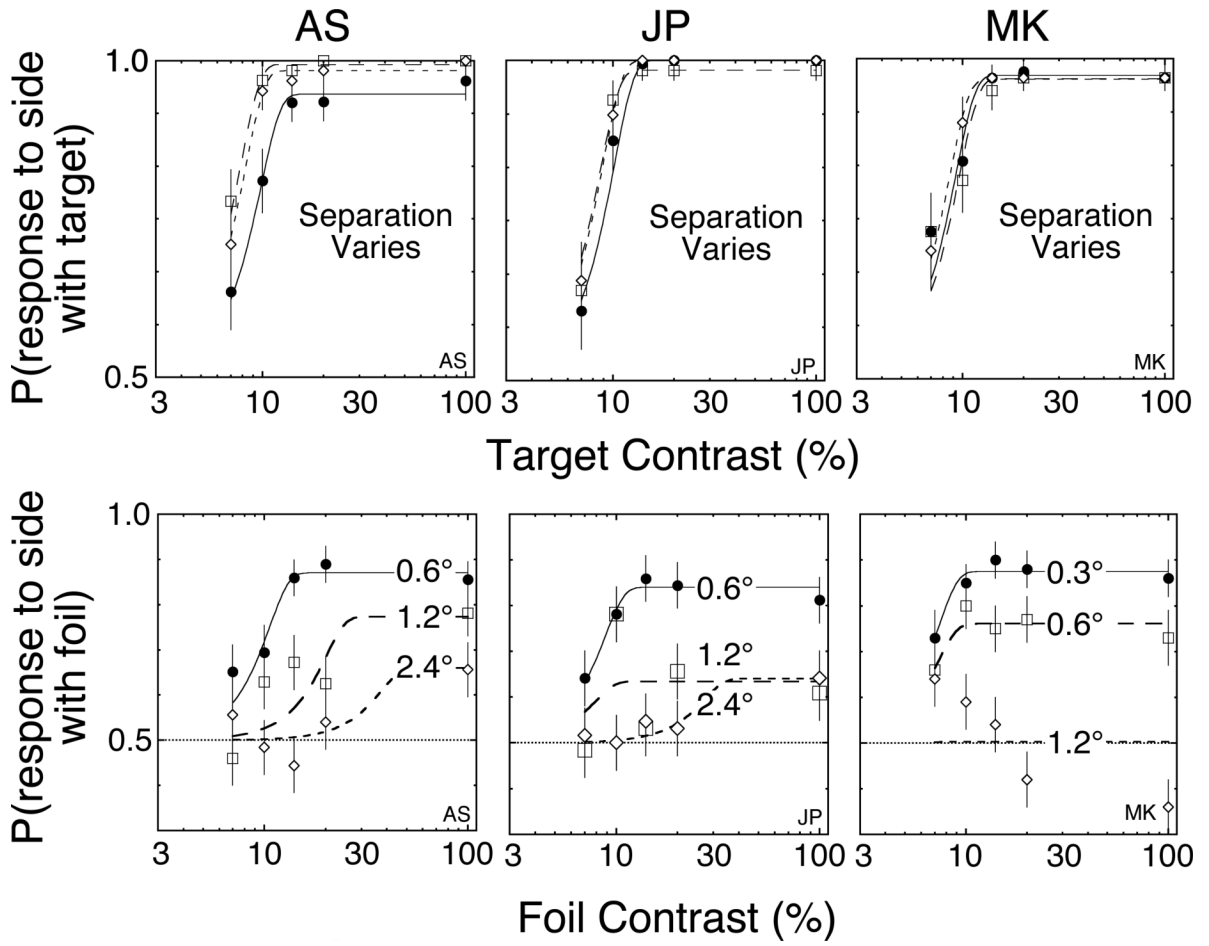 AS JP MK
P(response to side
with target)
1.0
0.5
Separation
Varies
AS
3 10 30 100
Separation
Varies
JP
3 10 30 100
Separation
Varies
MK
3 10 30 100
Target Contrast (%)
P(response to side
with foil)
1.0
0.5
0.6°
1.2°
2.4°
AS
3 10 30 100
0.6°
1.2°
2.4°
JP
3 10 30 100
0.3°
0.6°
1.2°
MK
3 10 30 100
Foil Contrast (%)